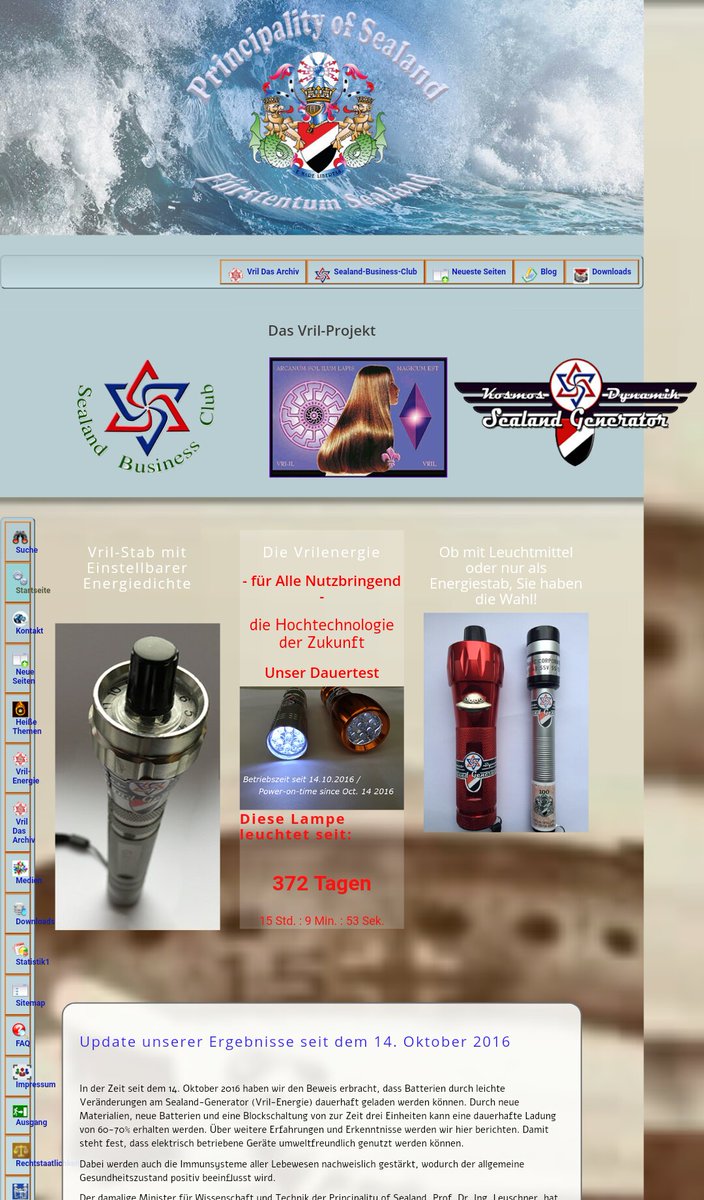 Principality of Sealand
E MARE LIBERTAS
Fürstentum Sealand
Vril Das Archiv
Sealand-Business-Club
Neueste Seiten
Blog
Downloads
Das Vril-Projekt
Sealand Business Club
ARCANUM
LAPIS
MAGICUM EST
VRI-IL
VRIL
Kosmos-Dynamik
Sealand Generator
Suche
Startseite
Kontakt
Neue
Seiten
Heiße
Themen
Vril-
Energie
Vril
Das
Archiv
Medien
Downloads
Statistik1
Sitemap
FAQ
Impressum
Ausgang
Vril-Stab mit
Einstellbarer
Energiedichte
Die Vrilenergie
- für Alle Nutzbringend
-
die Hochtechnologie
der Zukunft
Unser Dauertest
Betriebszeit seit 14.10.2016 /
Power-on-time since Oct. 14 2016
Diese Lampe
leuchtet seit:
372 Tagen
15 Std. : 9 Min. : 53 Sek.
Ob mit Leuchtmittel
oder nur als
Energiestab, Sie haben
die Wahl!
Sealand Generator
100
Update unserer Ergebnisse seit dem 14. Oktober 2016
In der Zeit seit dem 14. Oktober 2016 haben wir den Beweis erbracht, dass Batterien durch leichte
Veränderungen am Sealand-Generator (Vril-Energie) dauerhaft geladen werden können. Durch neue
Materialien, neue Batterien und eine Blockschaltung von zur Zeit drei Einheiten kann eine dauerhafte Ladung
von 60-70% erhalten werden. Über weitere Erfahrungen und Erkenntnisse werden wir hier berichten. Damit
steht fest, dass elektrisch betriebene Geräte umweltfreundlich genutzt werden können.
Dabei werden auch die Immunsysteme aller Lebewesen nachweislich gestärkt, wodurch der allgemeine
Gesundheitszustand positiv beeinflusst wird.
Der damalige Minister für Wissenschaft und Technik der Principality of Sealand, Prof. Dr. Ing. Leuschner, hat